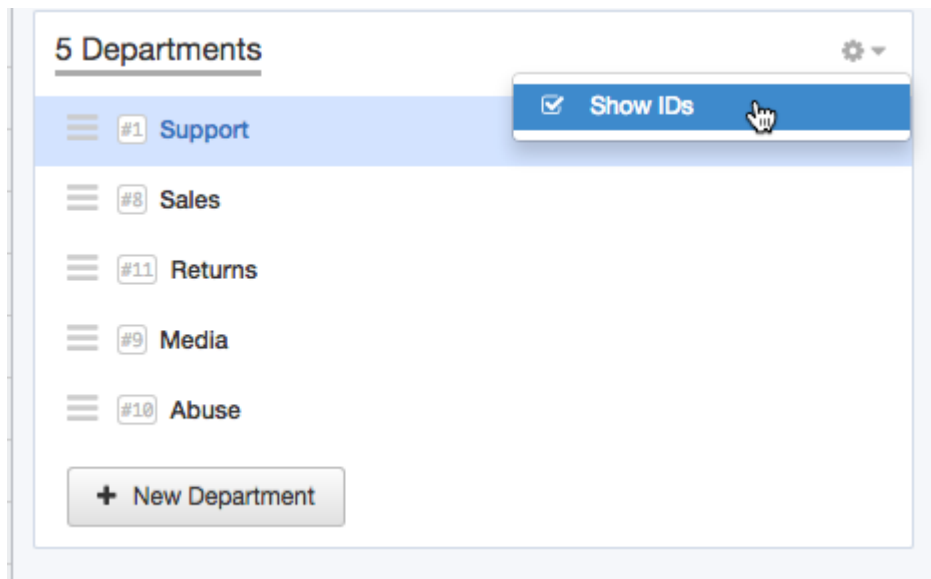 5 Departments
Show IDs
#1 Support
#8 Sales
#11 Returns
#9 Media
#10 Abuse
+ New Department